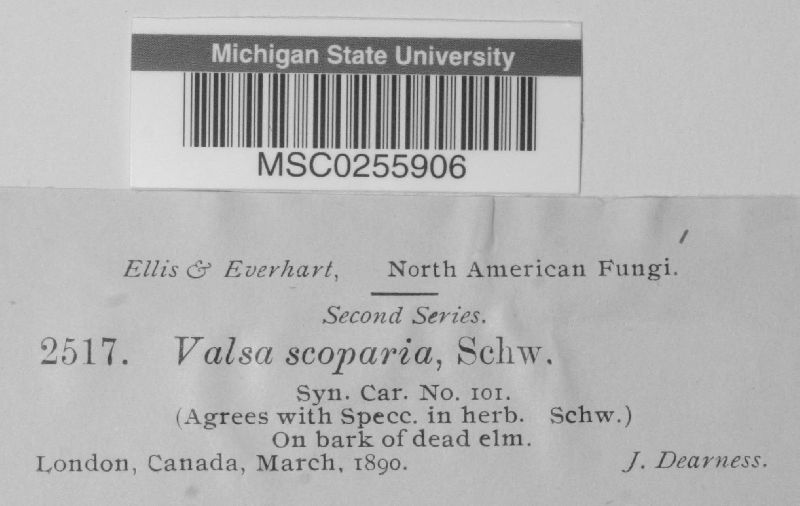 Michigan State University
MSC0255906
Ellis & Everhart, North American Fungi.
Second Series.
2517. Valsa scoparia, Schw.
Syn. Car. No. 101.
(Agrees with Specc. in herb. Schw.)
On bark of dead elm.
London, Canada, March, 1890. J. Dearness.